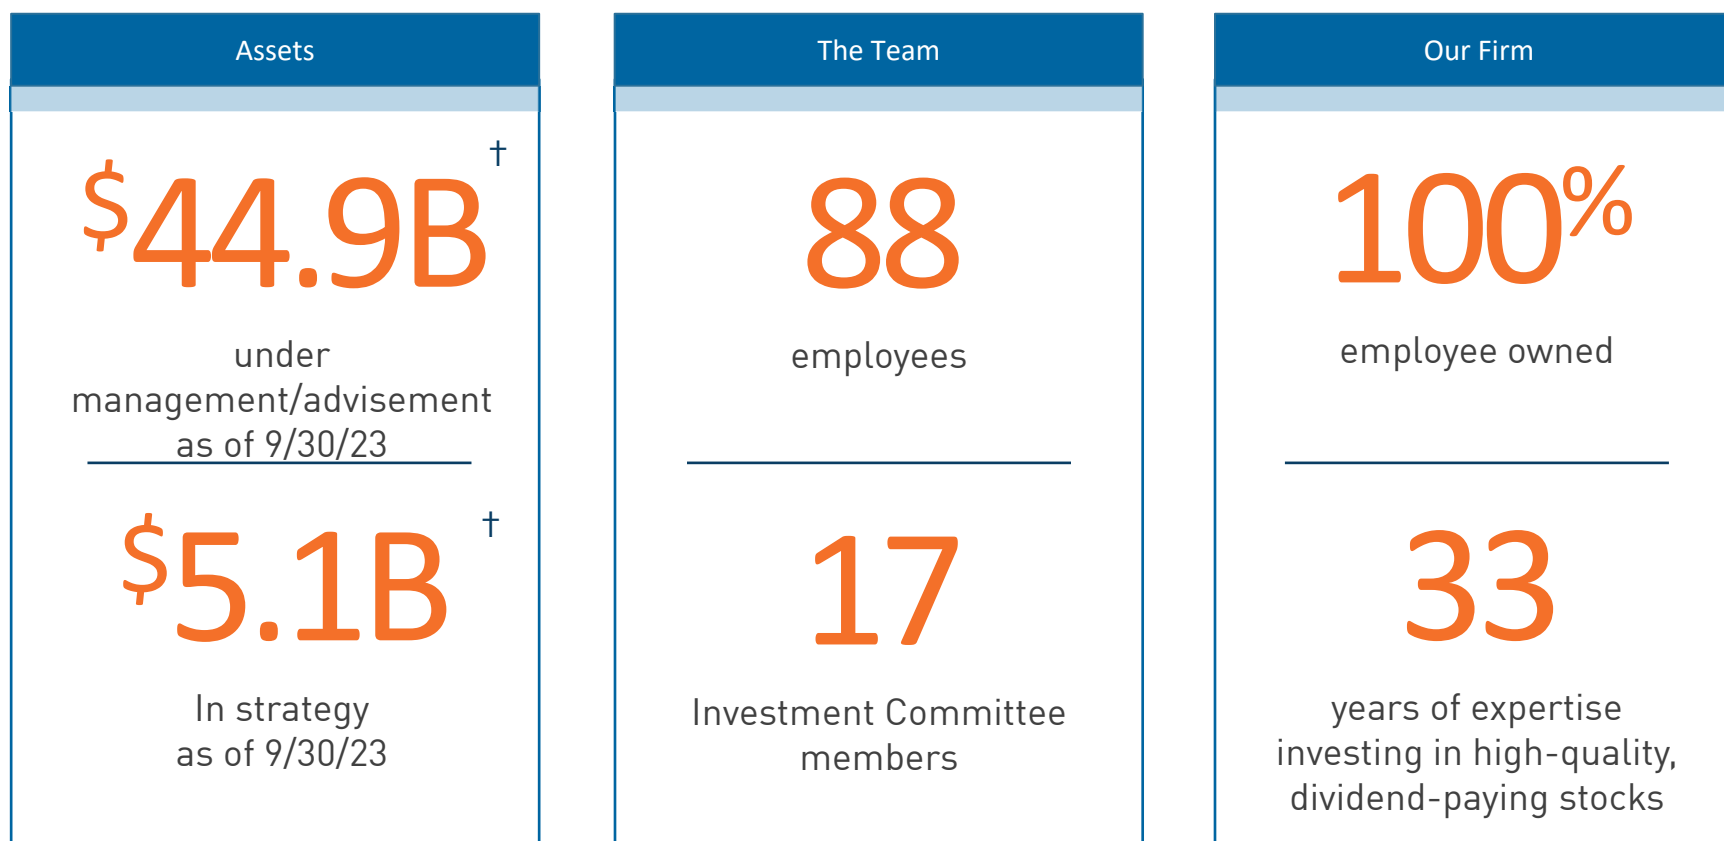 Assets
$44.9B†
under
management/advisement
as of 9/30/23
$5.1B†
In strategy
as of 9/30/23
The Team
88
employees
17
Investment Committee
members
Our Firm
100%
employee owned
33
years of expertise
investing in high-quality,
dividend-paying stocks